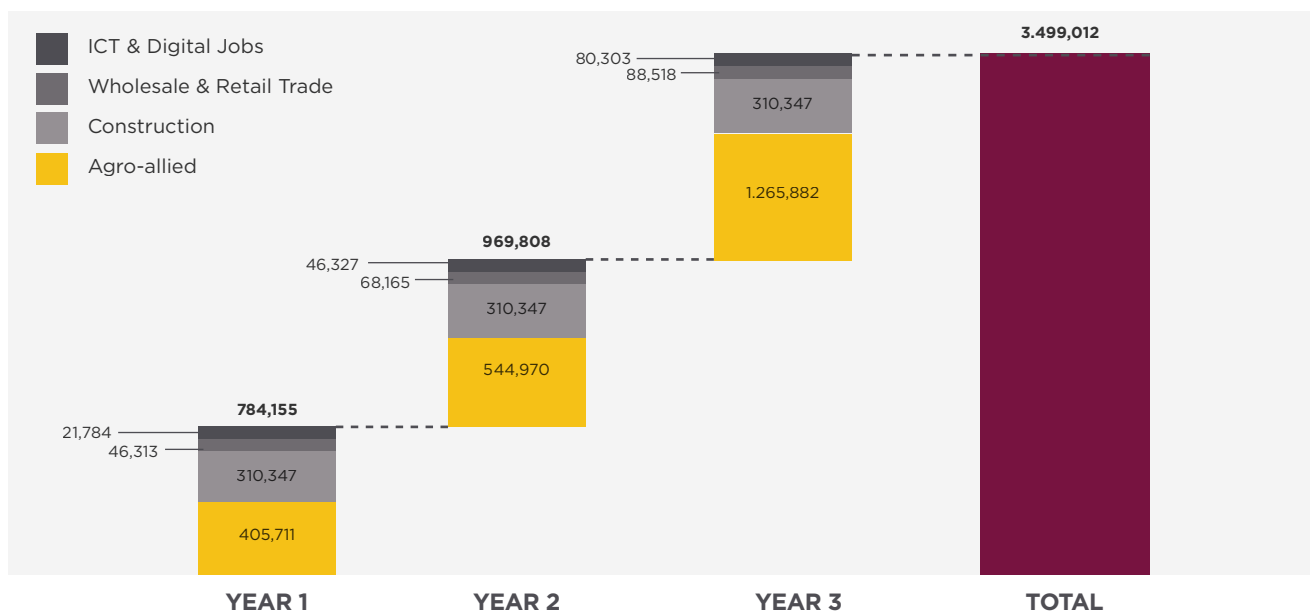 ICT & Digital Jobs
Wholesale & Retail Trade
Construction
Agro-allied
784,155
21,784
46,313
310,347
405,711
969,808
46,327
68,165
310,347
544,970
80,303
88,518
310,347
1.265,882
3.499,012
YEAR 1
YEAR 2
YEAR 3
TOTAL